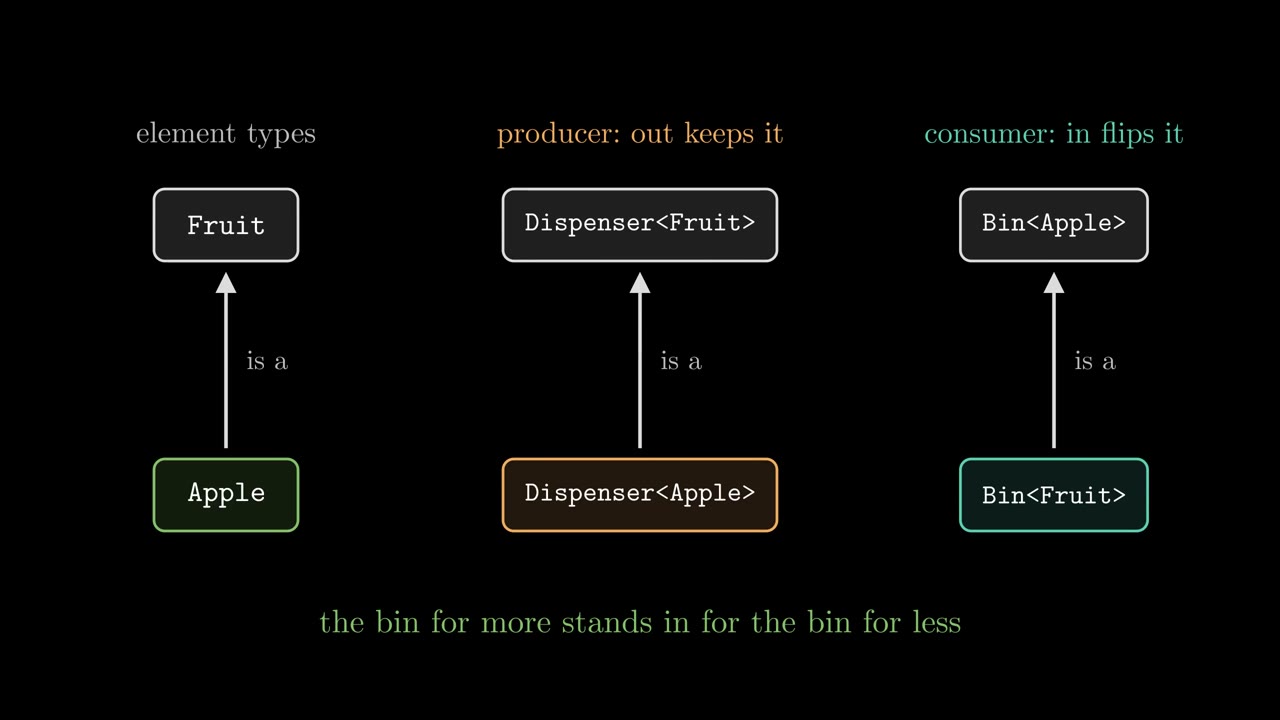 element types
producer: out keeps it
consumer: in flips it
Fruit
Dispenser<Fruit>
Bin<Apple>
is a
is a
is a
Apple
Dispenser<Apple>
Bin<Fruit>
the bin for more stands in for the bin for less